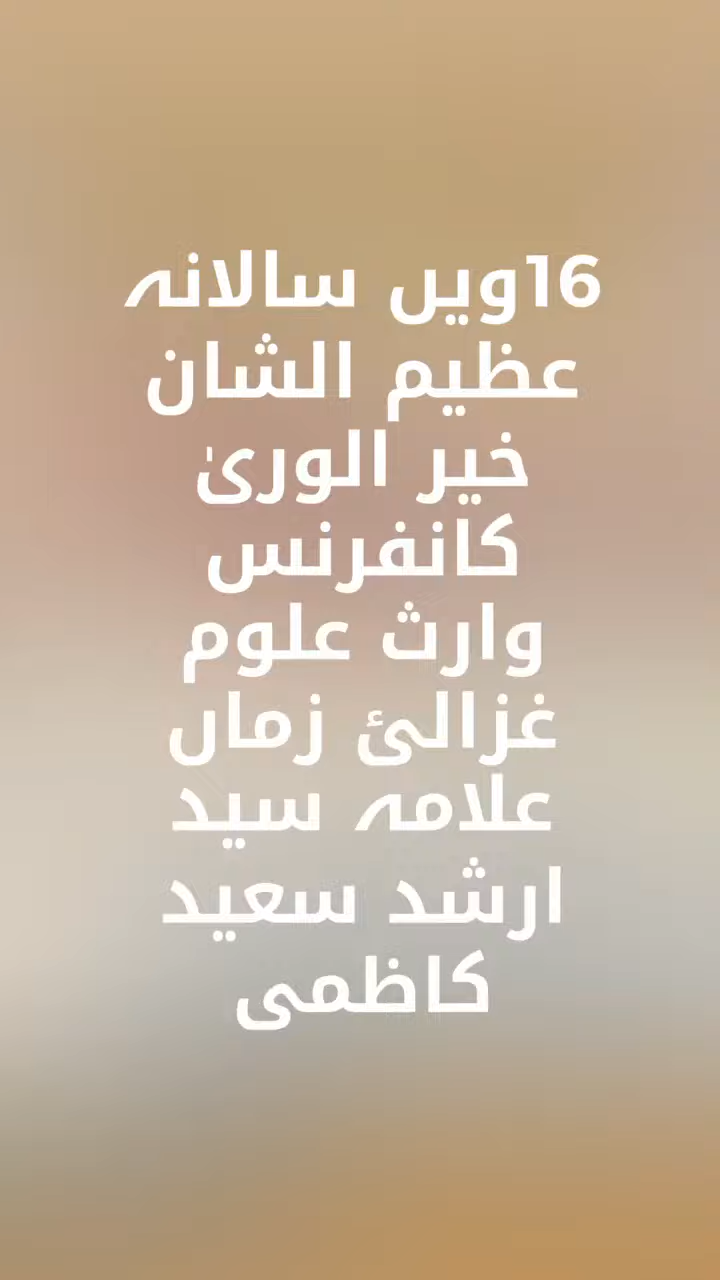 16ویں سالانہ
عظیم الشان
خیر الوریٰ
کانفرنس
وارث علوم
غزالئ زماں
علامہ سید
ارشد سعید
کاظمی